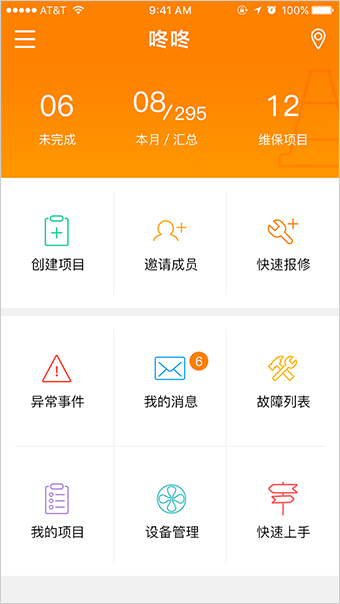 AT&T 9:41 AM 100%
咚咚
06 08/295 12
未完成 本月/汇总 维保项目
创建项目 邀请成员 快速报修
6
异常事件 我的消息 故障列表
我的项目 设备管理 快速上手